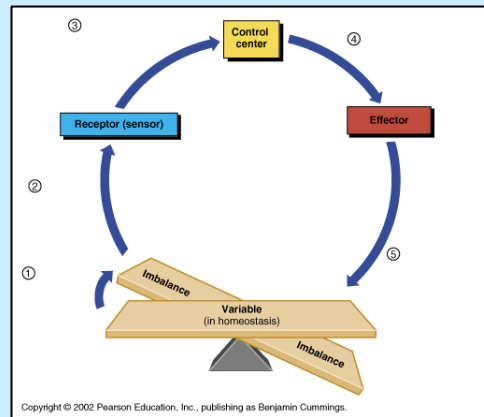 ③
Control
center
④
Receptor (sensor)
Effector
②
⑤
①
Imbalance
Variable
(in homeostasis)
Imbalance
Copyright © 2002 Pearson Education, Inc., publishing as Benjamin Cummings.